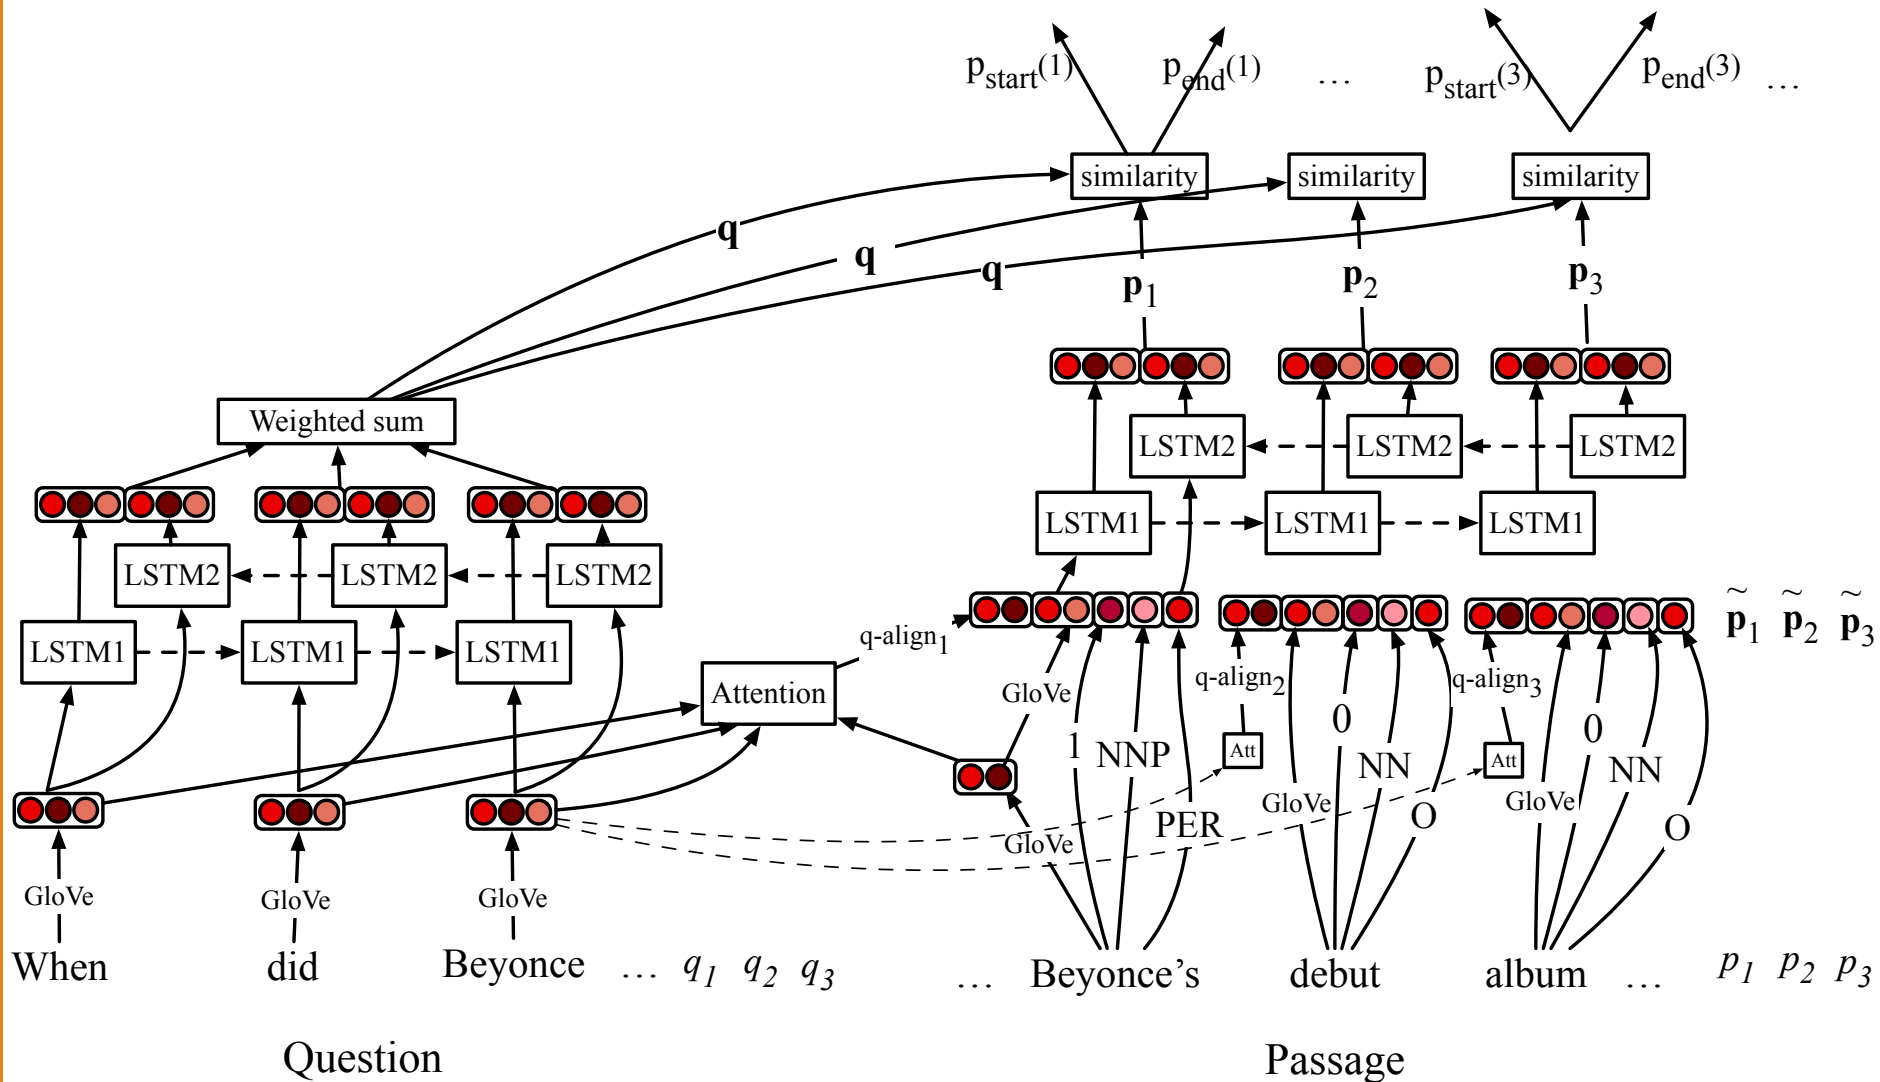 p_start(1) p_end(1) … p_start(3) p_end(3) …
similarity similarity similarity
q
q
q
p_1 p_2 p_3
Weighted sum
LSTM2 LSTM2 LSTM2
LSTM1 LSTM1 LSTM1
LSTM2 LSTM2 LSTM2
LSTM1 LSTM1 LSTM1
p̃_1 p̃_2 p̃_3
q-align_1
Attention
GloVe q-align_2 q-align_3
1 NNP 0 0
Att Att
NN NN
GloVe GloVe
PER O O
GloVe
GloVe GloVe GloVe
When did Beyonce … q_1 q_2 q_3 … Beyonce’s debut album … p_1 p_2 p_3
Question Passage